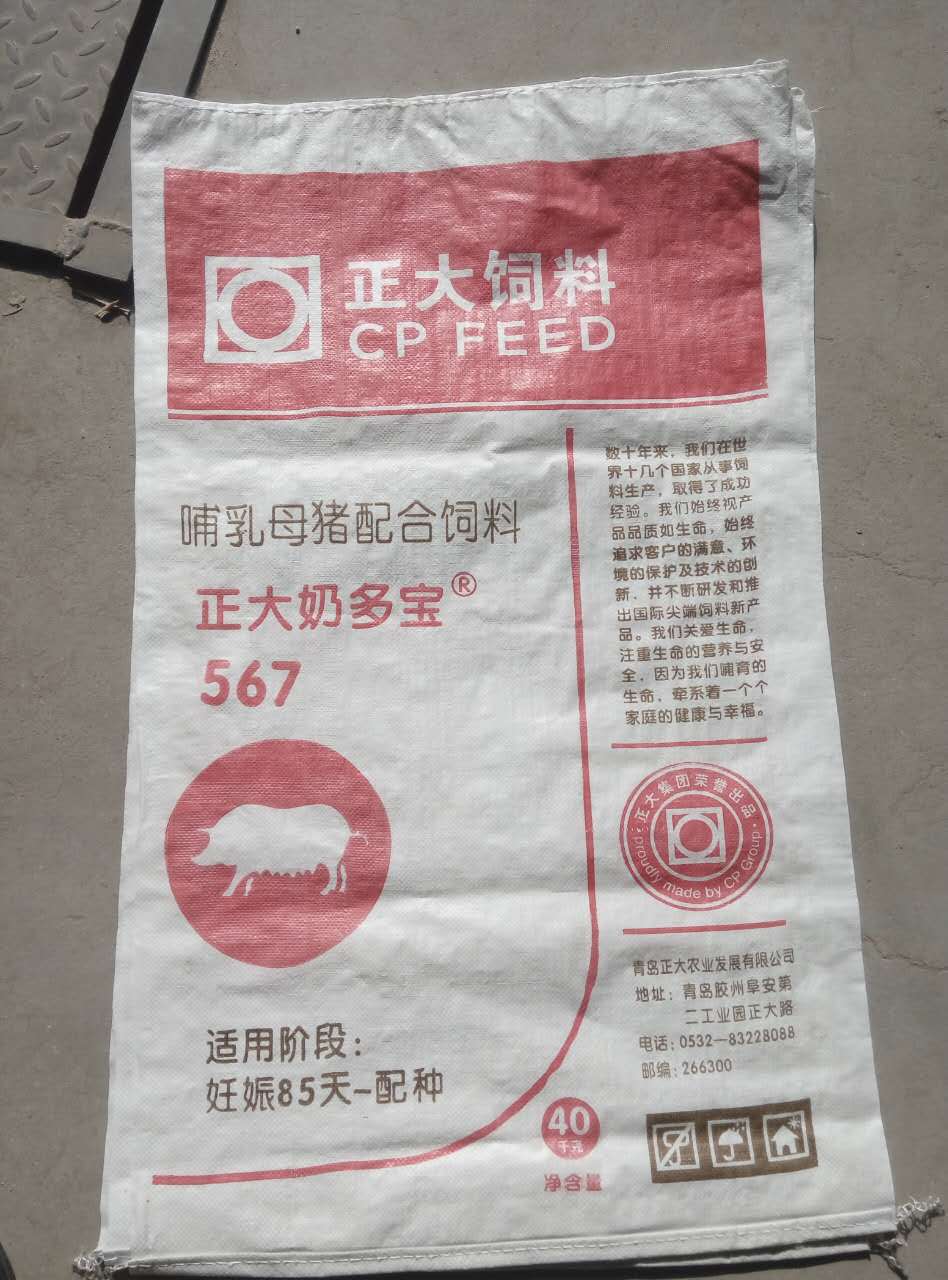 正大饲料
CP FEED
哺乳母猪配合饲料
正大奶多宝®
567
适用阶段：
妊娠85天-配种
数十年来，我们在世
界十几个国家从事饲
料生产，取得了成功
经验。我们始终视产
品品质如生命，始终
追求客户的满意、环
境的保护及技术的创
新，并不断研发和推
出国际尖端饲料新产
品。我们关爱生命，
注重生命的营养与安
全，因为我们哺育的
生命，牵系着一个个
家庭的健康与幸福。
·正大集团荣誉出品·
proudly made by CP Group
青岛正大农业发展有限公司
地址：青岛胶州阜安第
二工业园正大路
电话：0532—83228088
邮编：266300
40
千克
净含量